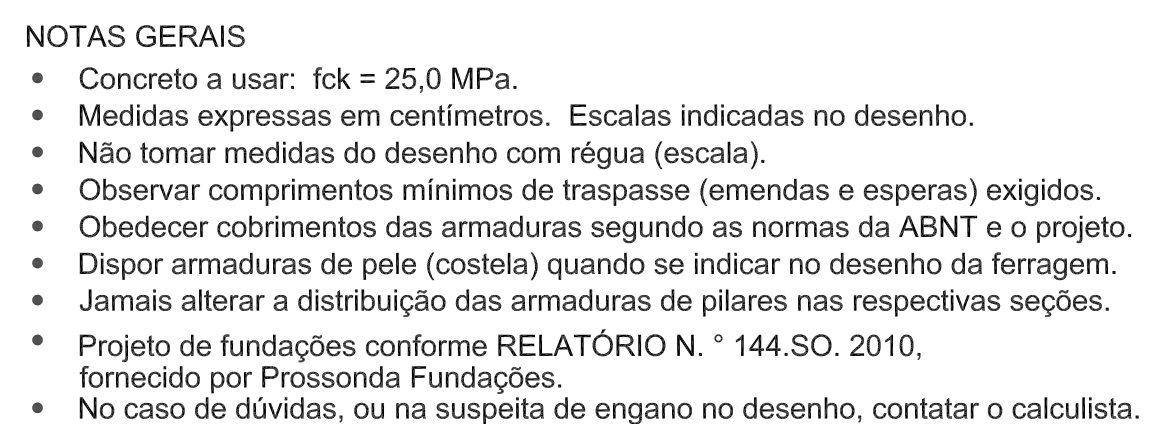 NOTAS GERAIS
• Concreto a usar:  fck = 25,0 MPa.
• Medidas expressas em centímetros.  Escalas indicadas no desenho.
• Não tomar medidas do desenho com régua (escala).
• Observar comprimentos mínimos de traspasse (emendas e esperas) exigidos.
• Obedecer cobrimentos das armaduras segundo as normas da ABNT e o projeto.
• Dispor armaduras de pele (costela) quando se indicar no desenho da ferragem.
• Jamais alterar a distribuição das armaduras de pilares nas respectivas seções.
• Projeto de fundações conforme RELATÓRIO N. ° 144.SO. 2010,
fornecido por Prossonda Fundações.
• No caso de dúvidas, ou na suspeita de engano no desenho, contatar o calculista.